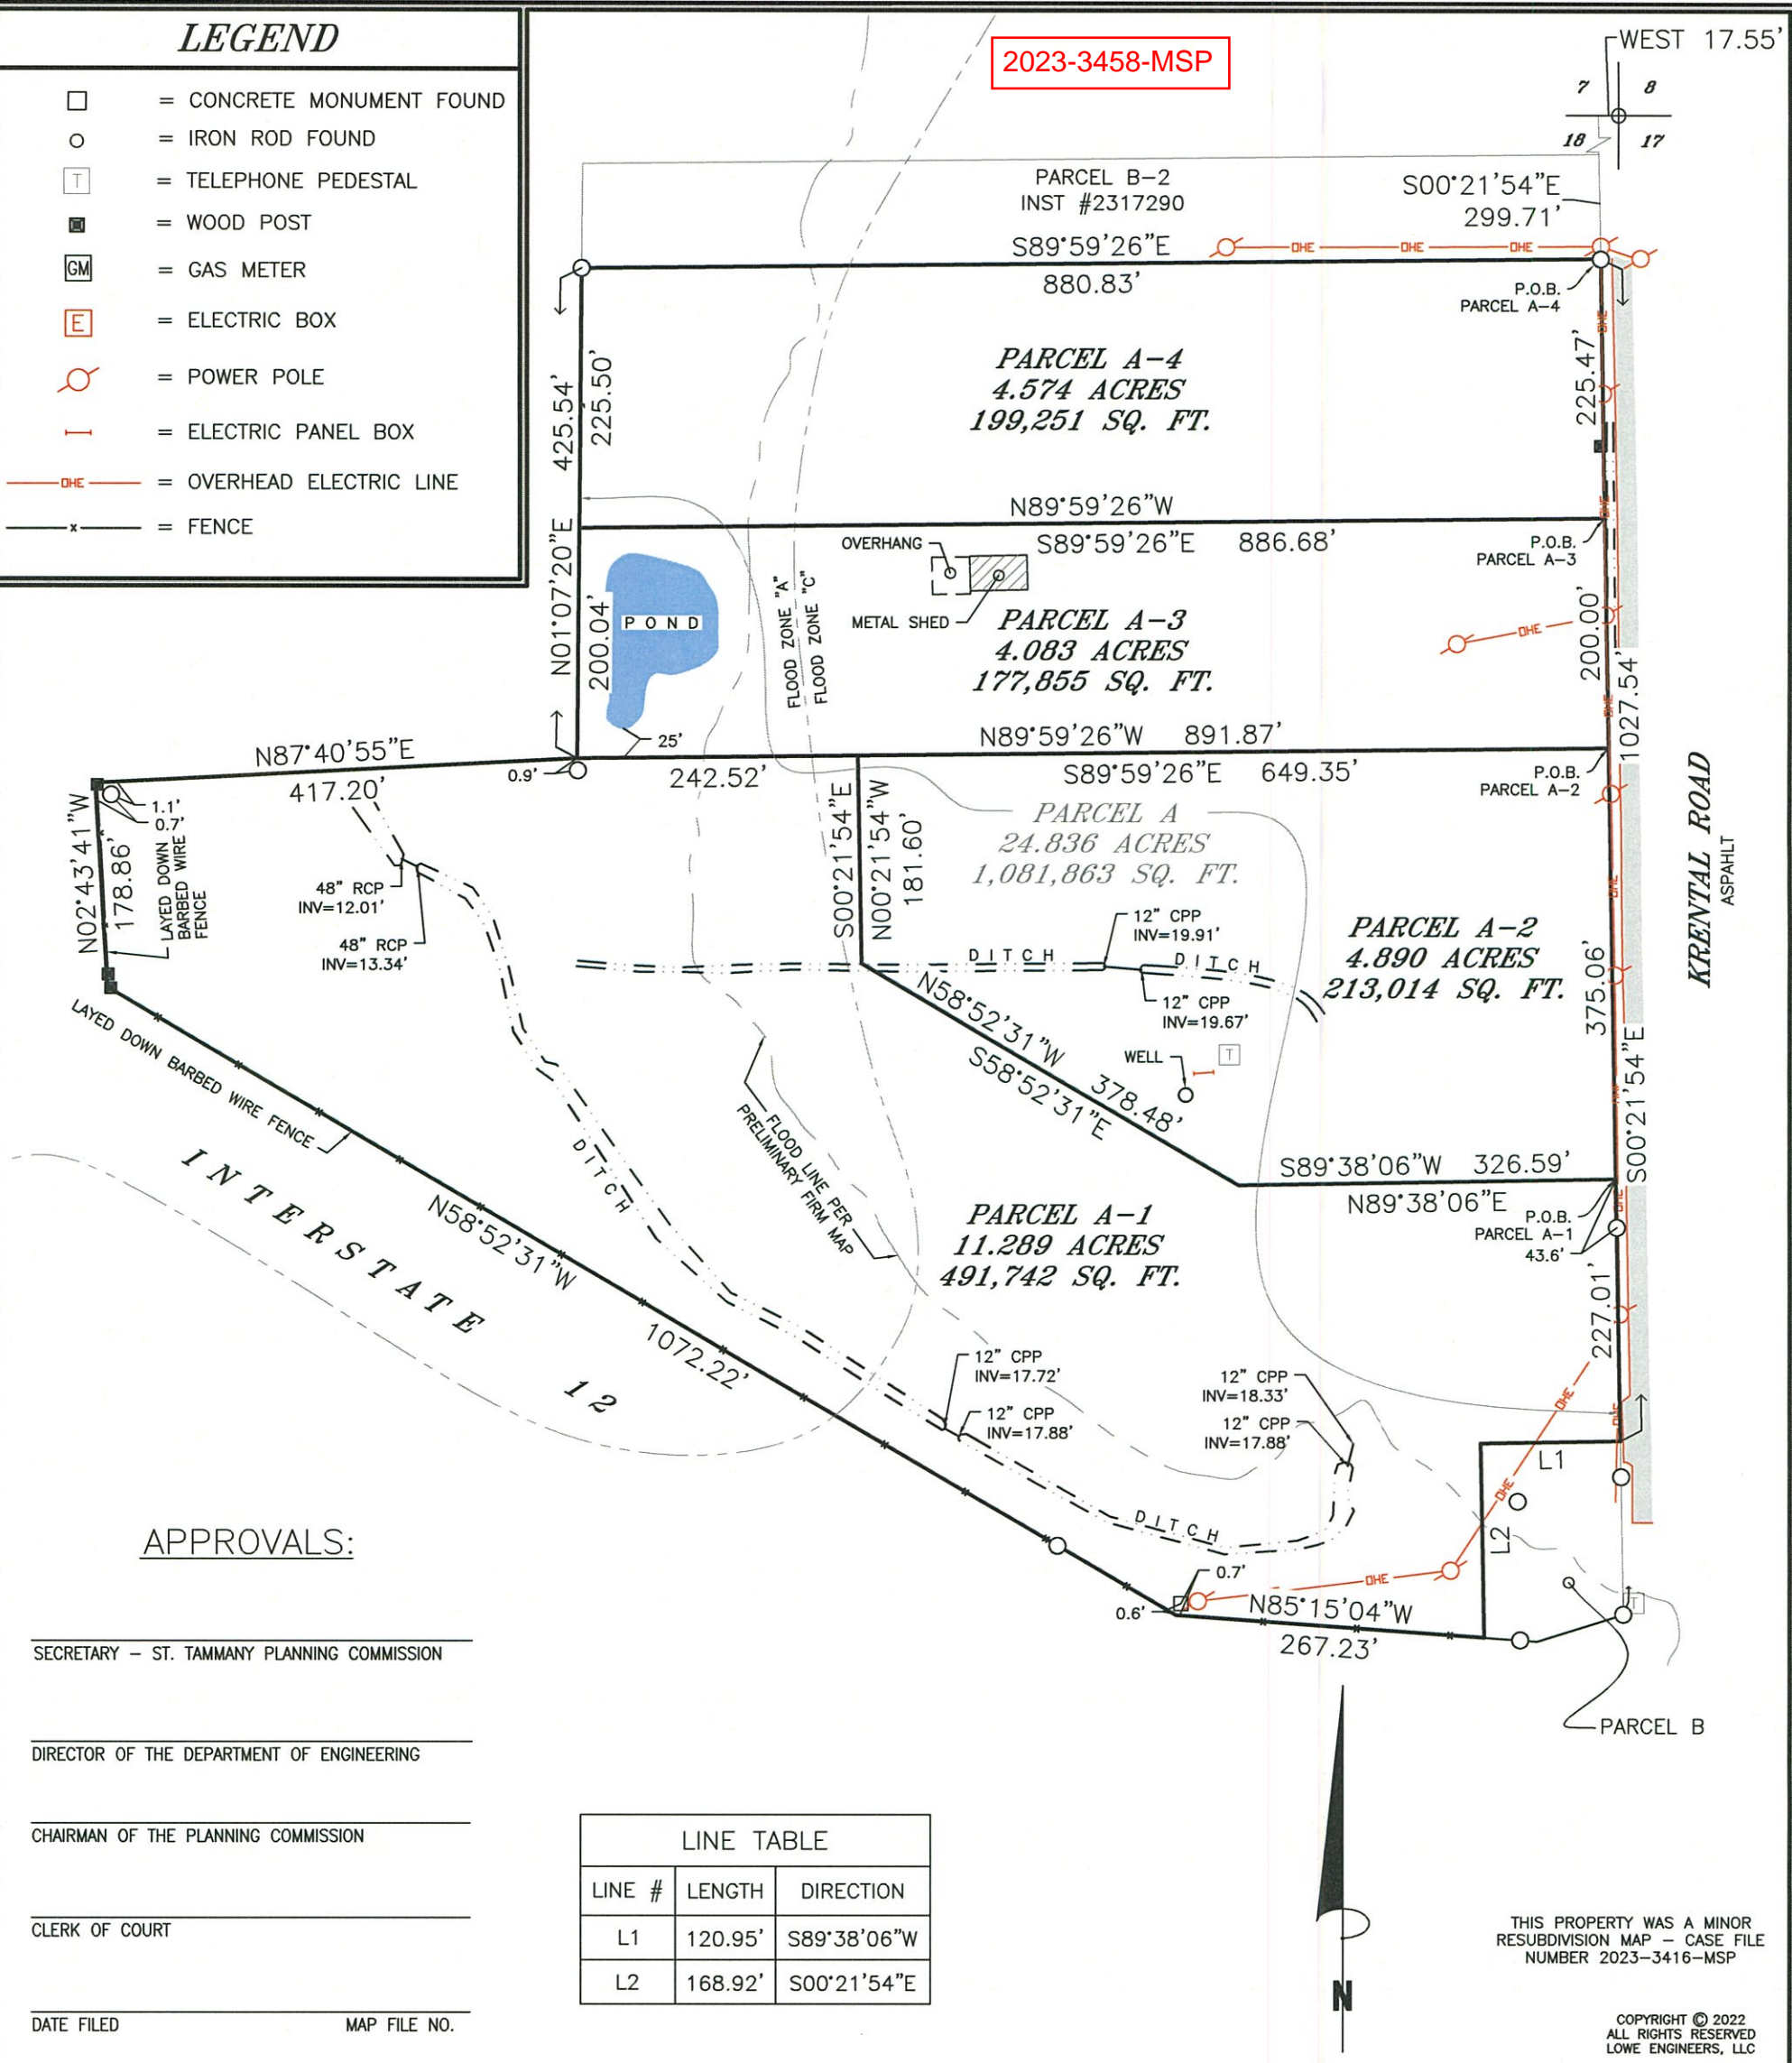 LEGEND
= CONCRETE MONUMENT FOUND
= IRON ROD FOUND
T = TELEPHONE PEDESTAL
= WOOD POST
GM = GAS METER
E = ELECTRIC BOX
= POWER POLE
= ELECTRIC PANEL BOX
OHE = OVERHEAD ELECTRIC LINE
x = FENCE
2023-3458-MSP
WEST 17.55'
7 8
18 17
PARCEL B-2
INST #2317290
S00°21'54"E
299.71'
S89°59'26"E
OHE OHE OHE
880.83'
P.O.B.
PARCEL A-4
PARCEL A-4
4.574 ACRES
199,251 SQ. FT.
425.54'
225.50'
225.47'
OHE
N89°59'26"W
S89°59'26"E 886.68'
OHE
P.O.B.
PARCEL A-3
OVERHANG
METAL SHED
N01°07'20"E
200.04'
POND
25'
FLOOD ZONE "A"
FLOOD ZONE "C"
PARCEL A-3
4.083 ACRES
177,855 SQ. FT.
OHE
200.00'
1027.54'
OHE
N89°59'26"W 891.87'
S89°59'26"E 649.35'
P.O.B.
PARCEL A-2
N87°40'55"E
417.20'
0.9'
242.52'
1.1'
0.7'
N02°43'41"W
178.86'
LAYED DOWN
BARBED WIRE
FENCE
48" RCP
INV=12.01'
48" RCP
INV=13.34'
S00°21'54"E
N00°21'54"W
181.60'
PARCEL A
24.836 ACRES
1,081,863 SQ. FT.
KRENTAL ROAD
ASPAHLT
OHE
PARCEL A-2
4.890 ACRES
213,014 SQ. FT.
375.06'
12" CPP
INV=19.91'
DITCH
DITCH
12" CPP
INV=19.67'
N58°52'31"W
S58°52'31"E
378.48'
WELL
T
S00°21'54"E
LAYED DOWN BARBED WIRE FENCE
DITCH
FLOOD LINE PER
PRELIMINARY FIRM MAP
S89°38'06"W 326.59'
N89°38'06"E
OHE
P.O.B.
PARCEL A-1
43.6'
INTERSTATE 12
N58°52'31"W
1072.22'
PARCEL A-1
11.289 ACRES
491,742 SQ. FT.
227.01'
12" CPP
INV=17.72'
12" CPP
INV=17.88'
12" CPP
INV=18.33'
12" CPP
INV=17.88'
OHE
OHE
L1
OHE
L2
DITCH
0.7'
0.6'
OHE
N85°15'04"W
267.23'
T
PARCEL B
APPROVALS:
SECRETARY - ST. TAMMANY PLANNING COMMISSION
DIRECTOR OF THE DEPARTMENT OF ENGINEERING
CHAIRMAN OF THE PLANNING COMMISSION
CLERK OF COURT
DATE FILED MAP FILE NO.
LINE TABLE
LINE # LENGTH DIRECTION
L1 120.95' S89°38'06"W
L2 168.92' S00°21'54"E
N
THIS PROPERTY WAS A MINOR
RESUBDIVISION MAP - CASE FILE
NUMBER 2023-3416-MSP
COPYRIGHT © 2022
ALL RIGHTS RESERVED
LOWE ENGINEERS, LLC